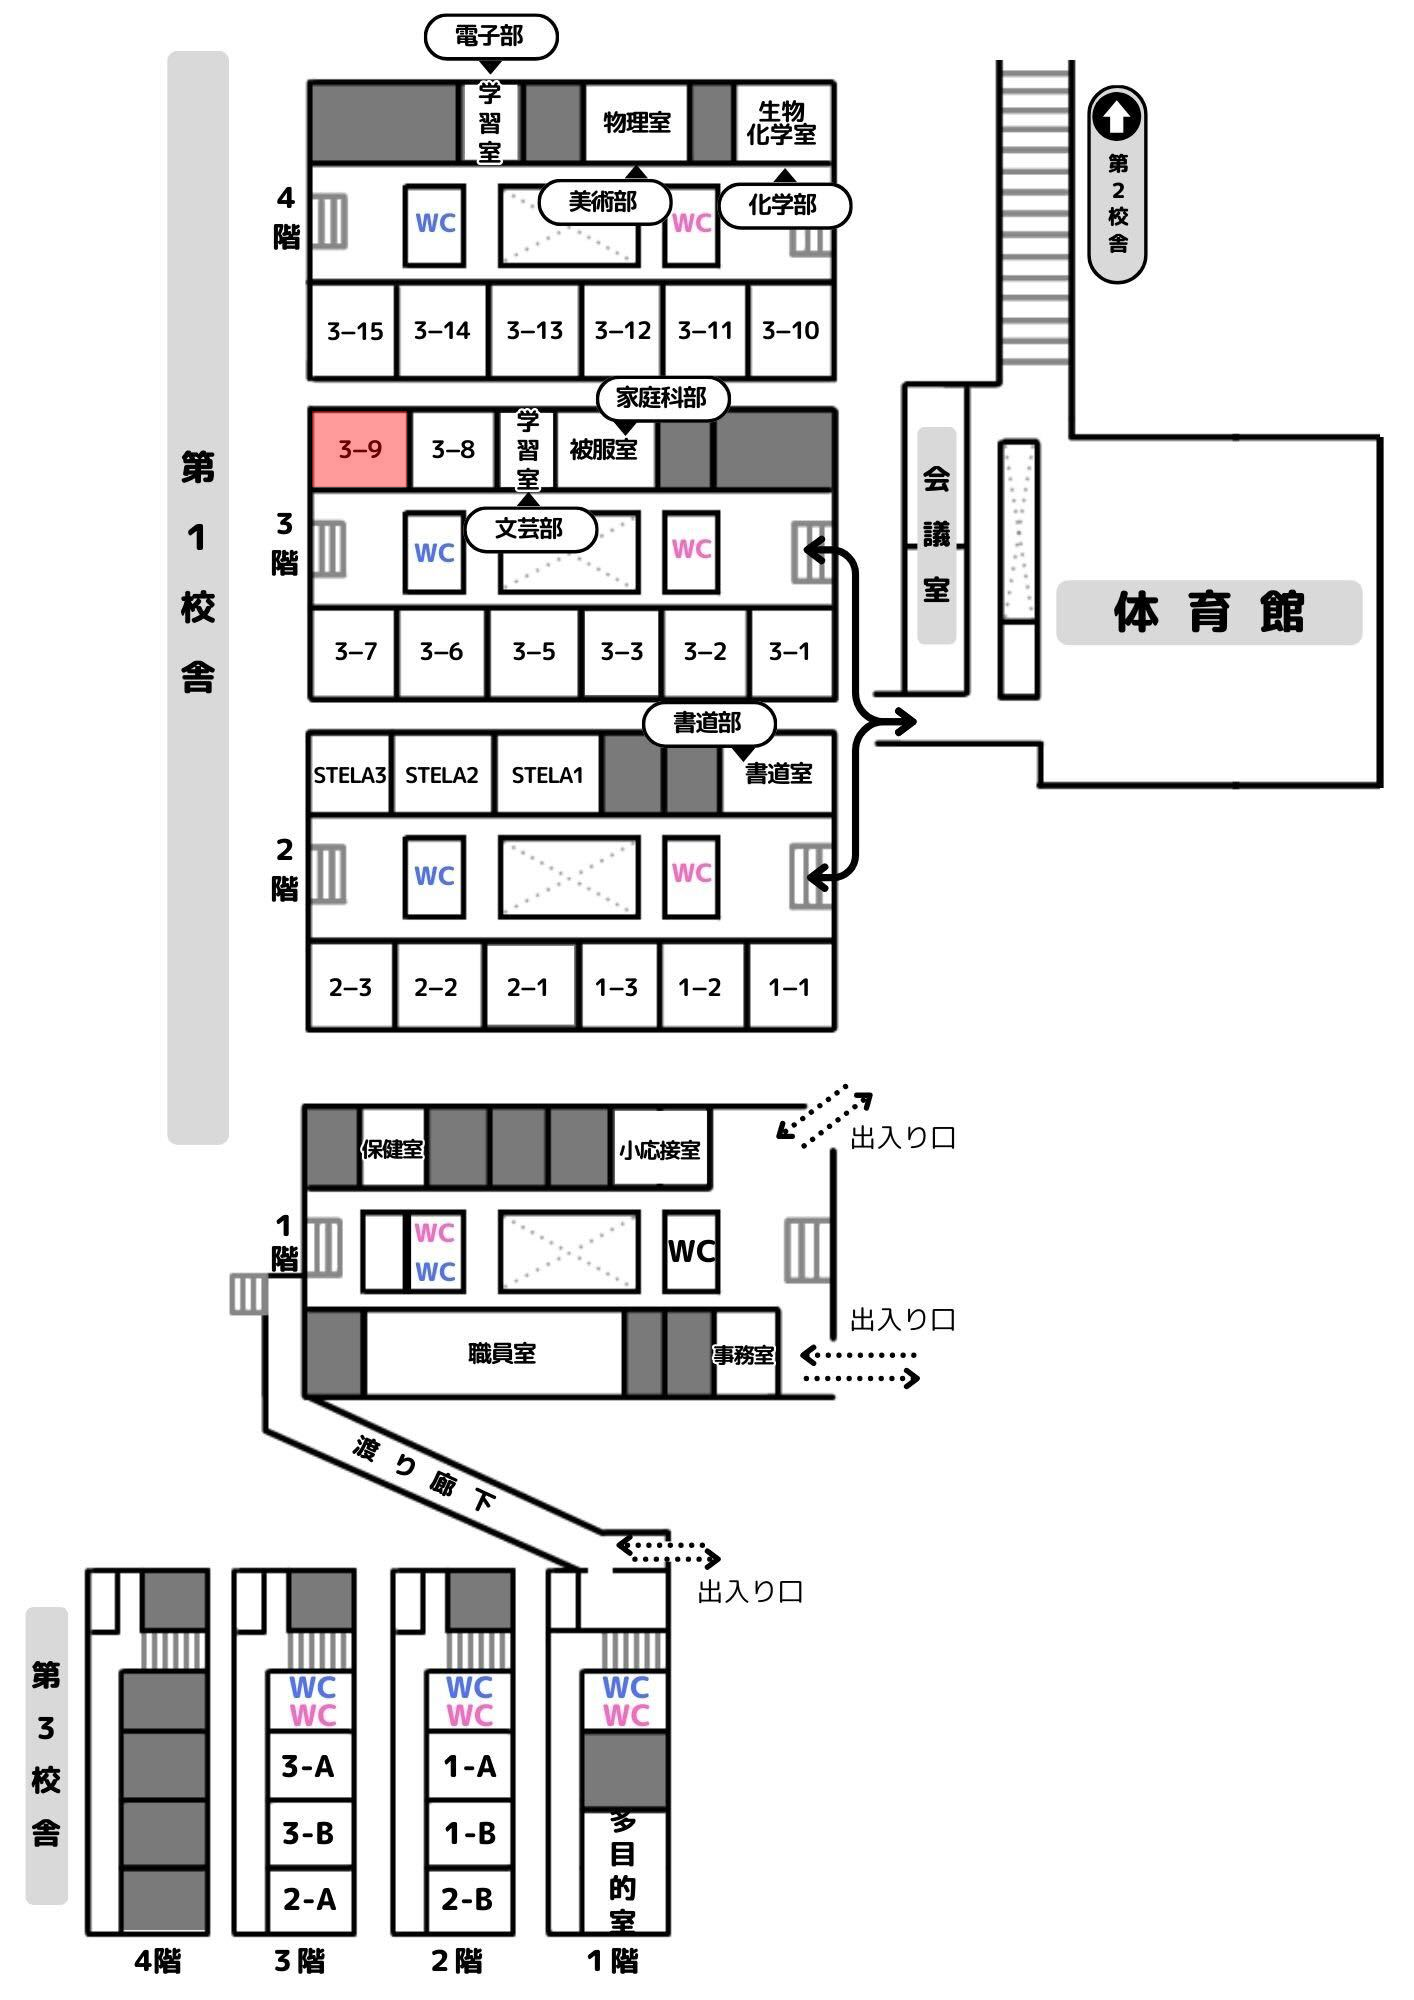 電子部
学習室
物理室
生物
化学室
4階
WC
美術部
WC
化学部
3−15
3−14
3−13
3−12
3−11
3−10
第2校舎
第1校舎
家庭科部
3−9
3−8
学習室
被服室
3階
WC
文芸部
WC
3−7
3−6
3−5
3−3
3−2
3−1
会議室
体育館
書道部
STELA3
STELA2
STELA1
書道室
2階
WC
WC
2−3
2−2
2−1
1−3
1−2
1−1
保健室
小応接室
出入り口
1階
WC
WC
WC
職員室
事務室
出入り口
渡り廊下
出入り口
第3校舎
WC
WC
3-A
3-B
2-A
WC
WC
1-A
1-B
2-B
WC
WC
多目的室
4階
3階
2階
1階